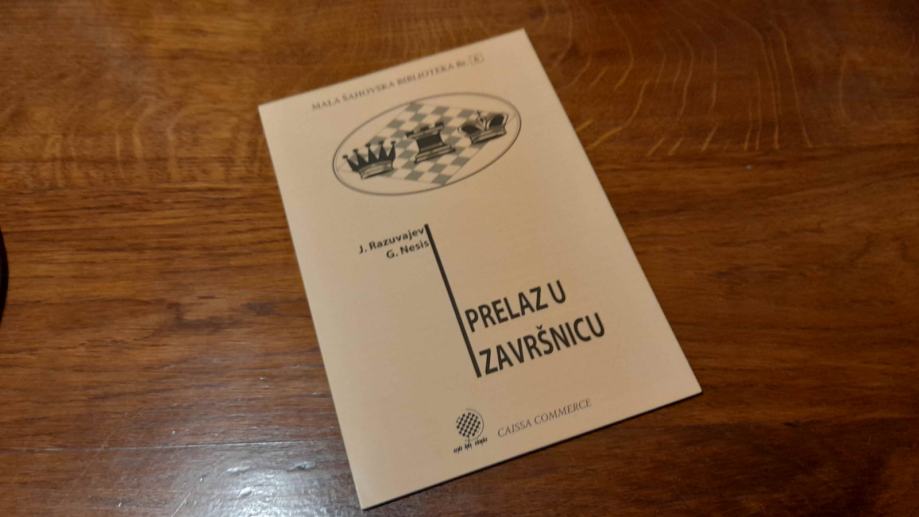 MALA ŠAHOVSKA BIBLIOTEKA Br. 6
J. Razuvajev
G. Nesis
PRELAZ U
ZAVRŠNICU
CAISSA COMMERCE